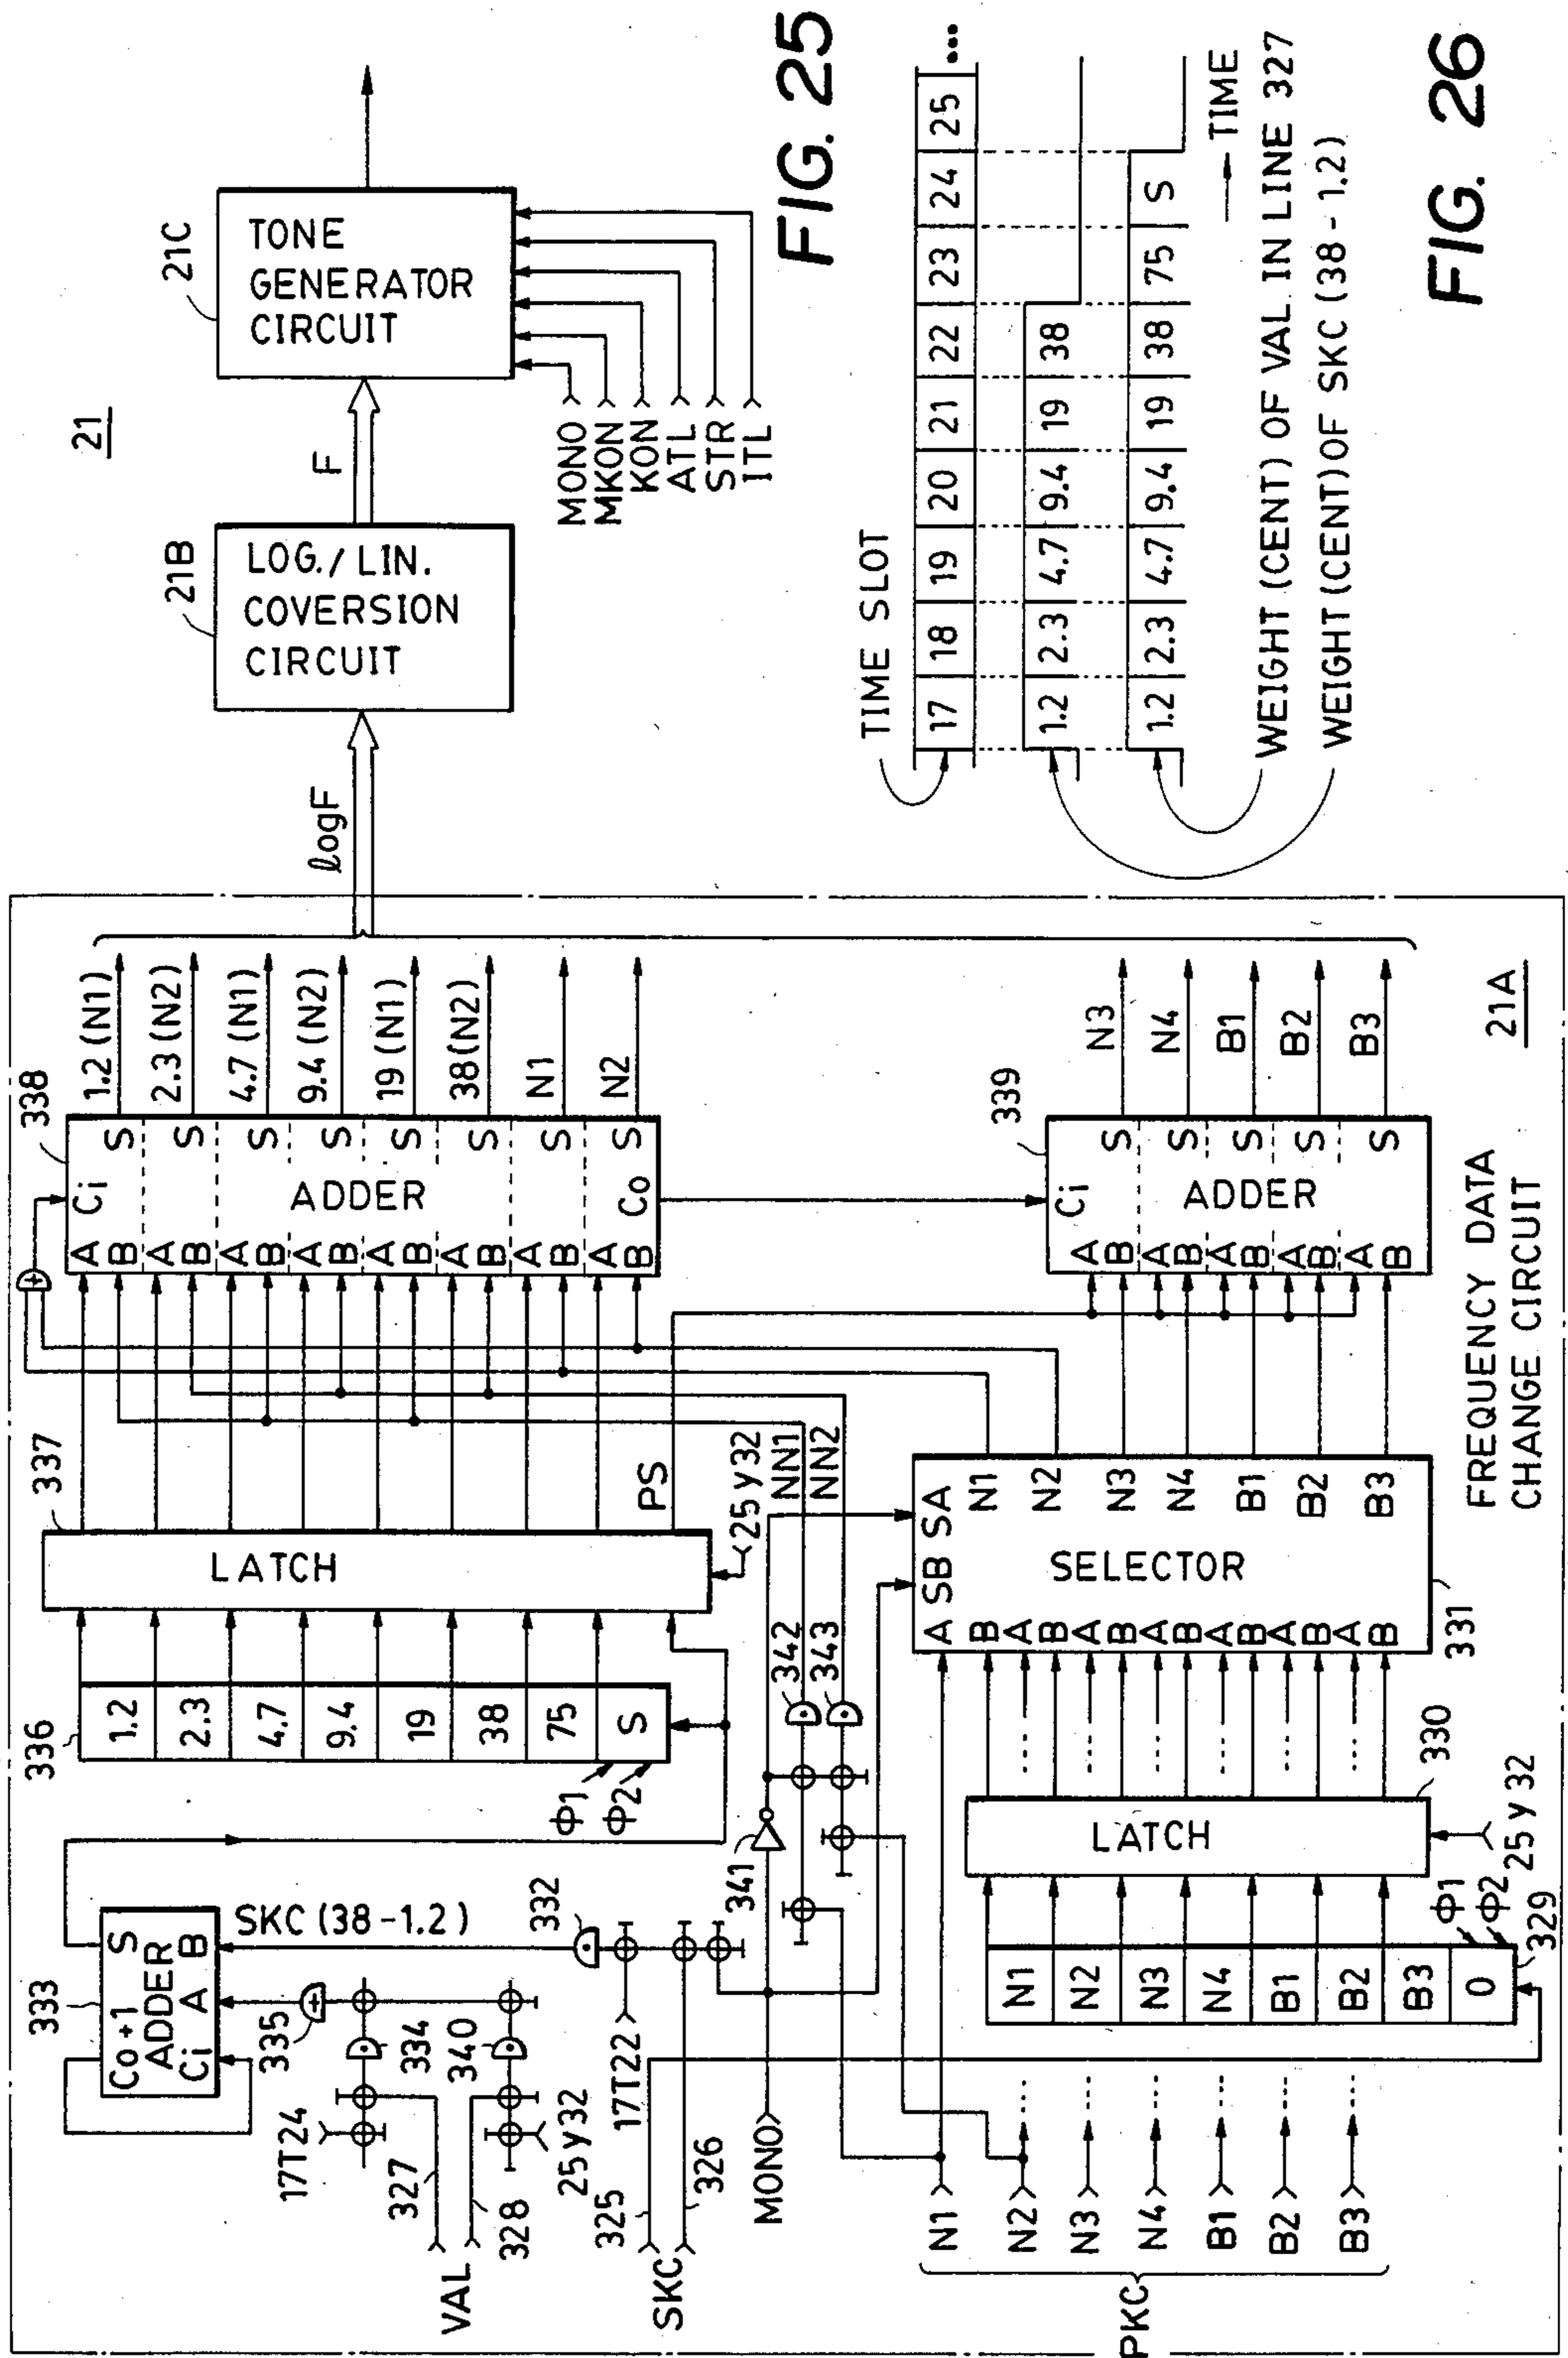 FIG. 25
21
21A
FREQUENCY DATA
CHANGE CIRCUIT
VAL
327
328
17T24
25y32
334
340
335
333
Co +1 S
ADDER
Ci A B
SKC (38-1.2)
332
17T22
SKC
325
326
MONO
341
342
343
NN1
NN2
336
1.2
2.3
4.7
9.4
19
38
75
S
Φ1
Φ2
337
LATCH
PS
25y32
338
Ci
A
B
S
A
B
S
A
B
S
A
B
S
A
B
S
A
B
S
A
B
S
A
B
S
ADDER
Co
1.2 (N1)
2.3 (N2)
4.7 (N1)
9.4 (N2)
19 (N1)
38 (N2)
N1
N2
PKC
N1
N2
N3
N4
B1
B2
B3
329
N1
N2
N3
N4
B1
B2
B3
0
Φ1
Φ2
330
LATCH
25y32
331
SB SA
SELECTOR
A
B
A
B
A
B
A
B
A
B
A
B
A
B
N1
N2
N3
N4
B1
B2
B3
339
Ci
ADDER
A
B
S
A
B
S
A
B
S
A
B
S
A
B
S
N3
N4
B1
B2
B3
logF
21B
LOG./LIN.
COVERSION
CIRCUIT
F
21C
TONE
GENERATOR
CIRCUIT
MONO
MKON
KON
ATL
STR
ITL
FIG. 26
TIME SLOT
17 18 19 20 21 22 23 24 25 ...
1.2 2.3 4.7 9.4 19 38
1.2 2.3 4.7 9.4 19 38 75 S
TIME
WEIGHT (CENT) OF VAL IN LINE 327
WEIGHT (CENT) OF SKC (38-1.2)